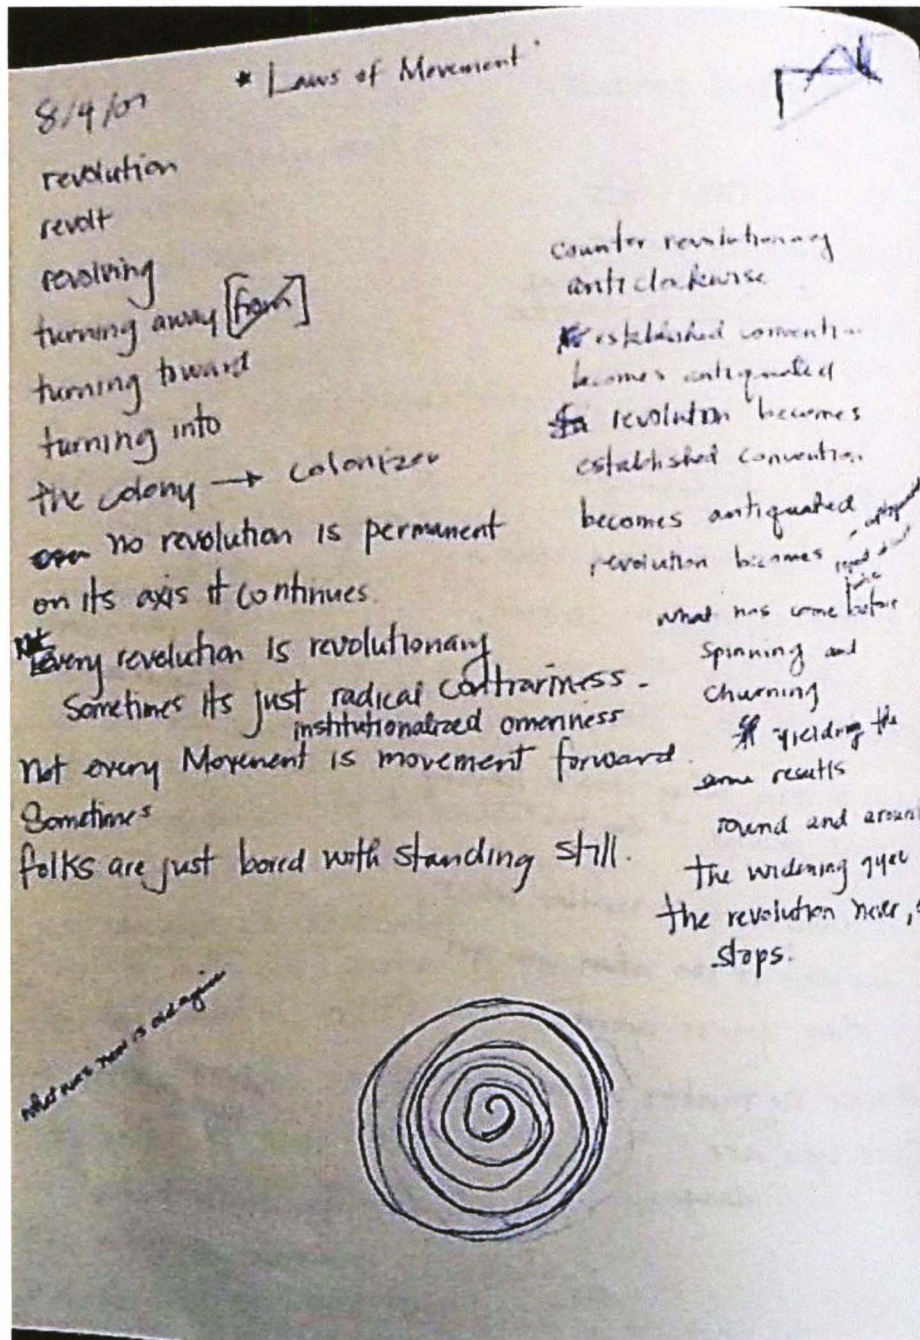 * Laws of Movement
8/9/07
revolution
revolt
revolving
turning away [from]
turning toward
turning into
the colony → colonizer
no revolution is permanent
on its axis it continues.
Not Every revolution is revolutionary
Sometimes its just radical contrariness.
institutionalized omenness
Not every Movement is movement forward.
Sometimes
folks are just bored with standing still.
what was new is old again
counter revolutionary
anticlockwise
established convention
becomes antiquated
revolution becomes
established convention
becomes antiquated
revolution becomes
what has come before
spinning and
churning
yielding the
same results
round and around
the widening gyre
the revolution never,
stops.